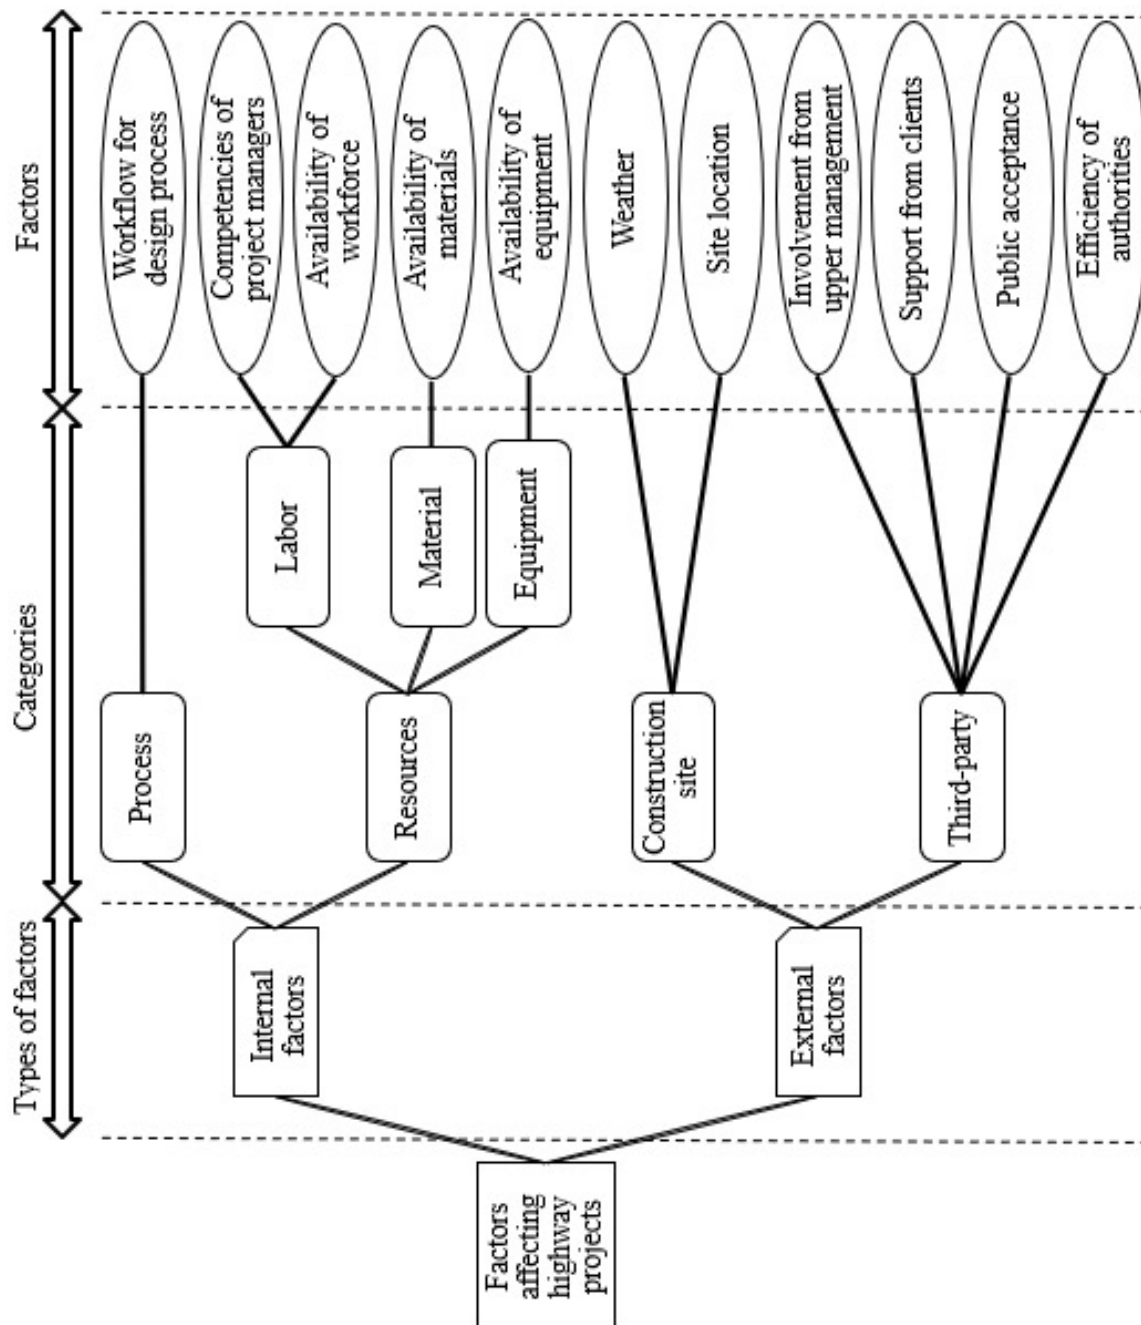 Types of factors
Categories
Factors
Factors
affecting
highway
projects
Internal
factors
External
factors
Process
Resources
Construction
site
Third-party
Labor
Material
Equipment
Workflow for
design process
Competencies of
project managers
Availability of
workforce
Availability of
materials
Availability of
equipment
Weather
Site location
Involvement from
upper management
Support from clients
Public acceptance
Efficiency of
authorities